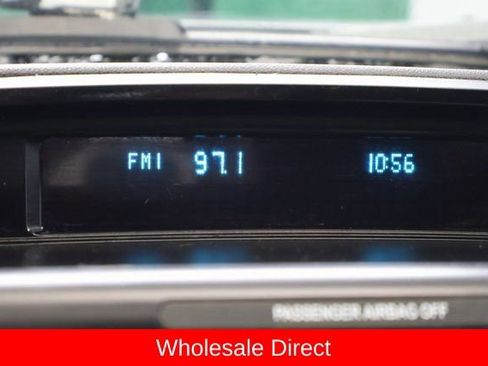 FM1 97.1 10:56
PASSENGER AIRBAG OFF
Wholesale Direct